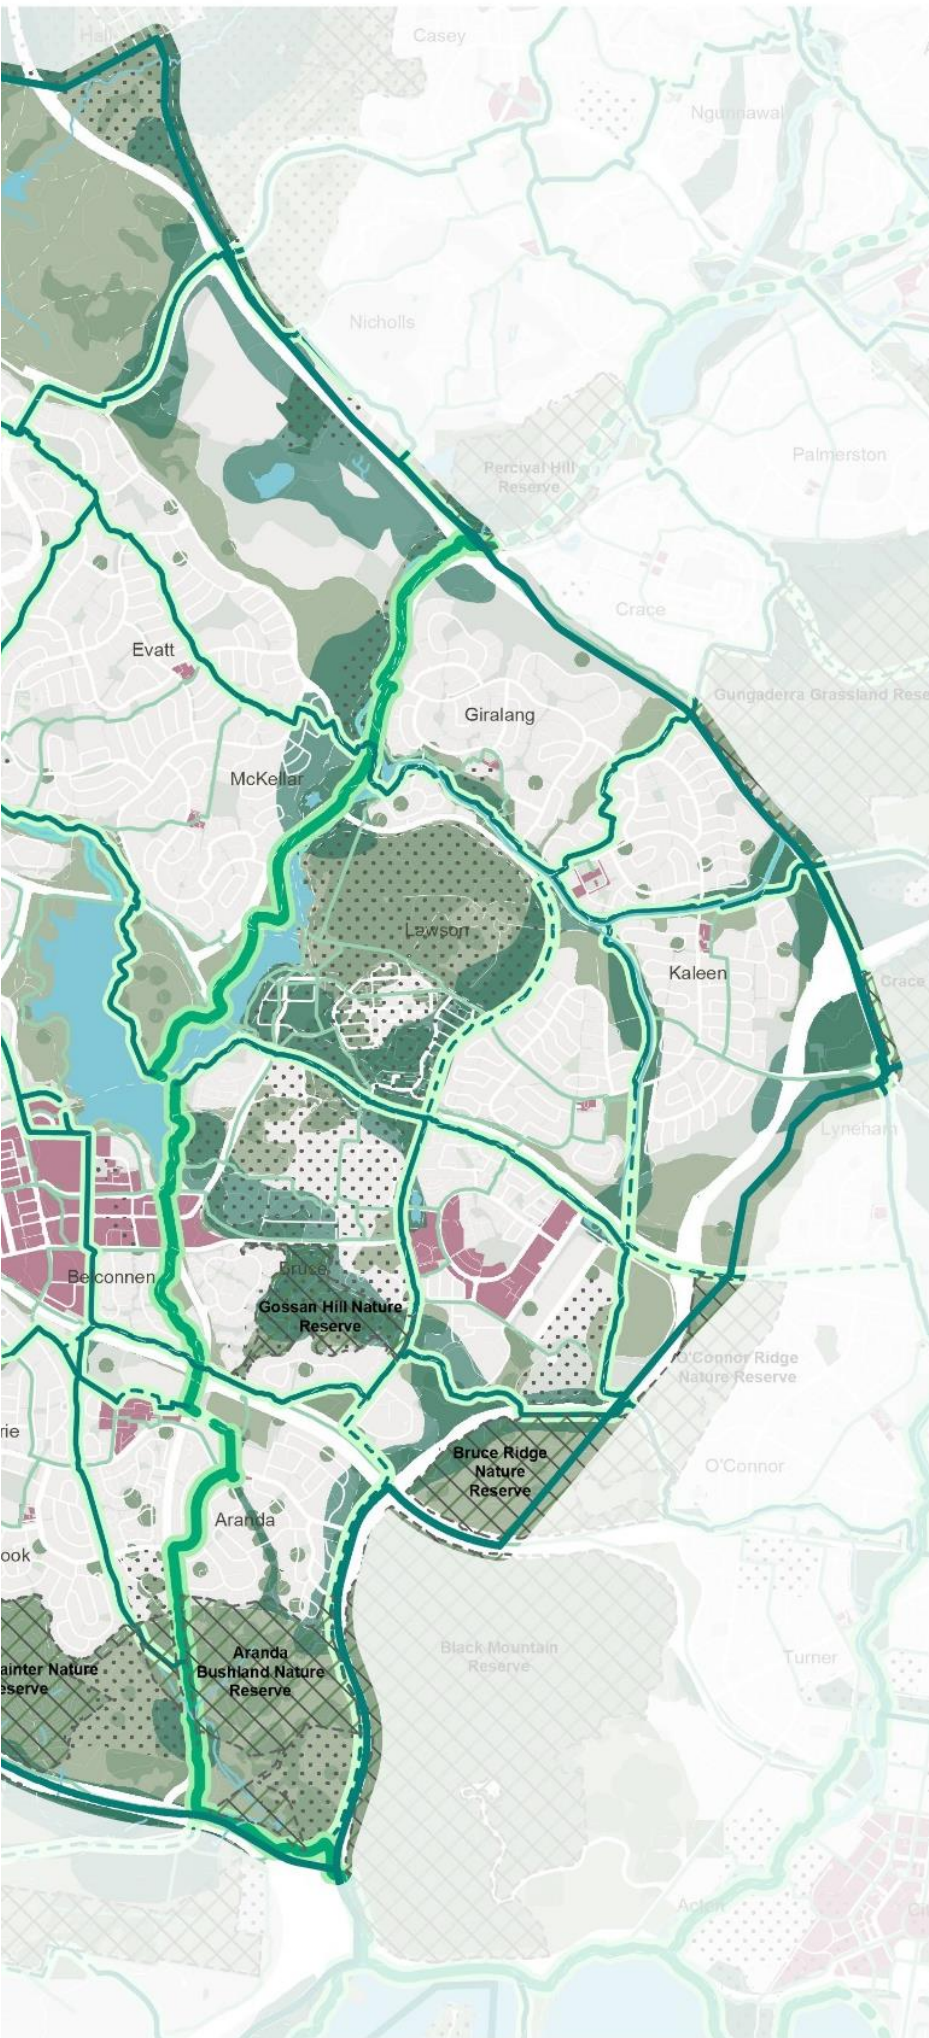 Hall
Casey
Ngunnawal
Nicholls
Percival Hill
Reserve
Palmerston
Crace
Evatt
Gungaderra Grassland Rese
Giralang
McKellar
Lawson
Kaleen
Crace
Lyneham
Belconnen
Bruce
Gossan Hill Nature
Reserve
O'Connor Ridge
Nature Reserve
rie
Bruce Ridge
Nature
Reserve
O'Connor
Aranda
ook
Black Mountain
Reserve
Turner
Aranda
Bushland Nature
Reserve
ainter Nature
eserve
Acton
Ci